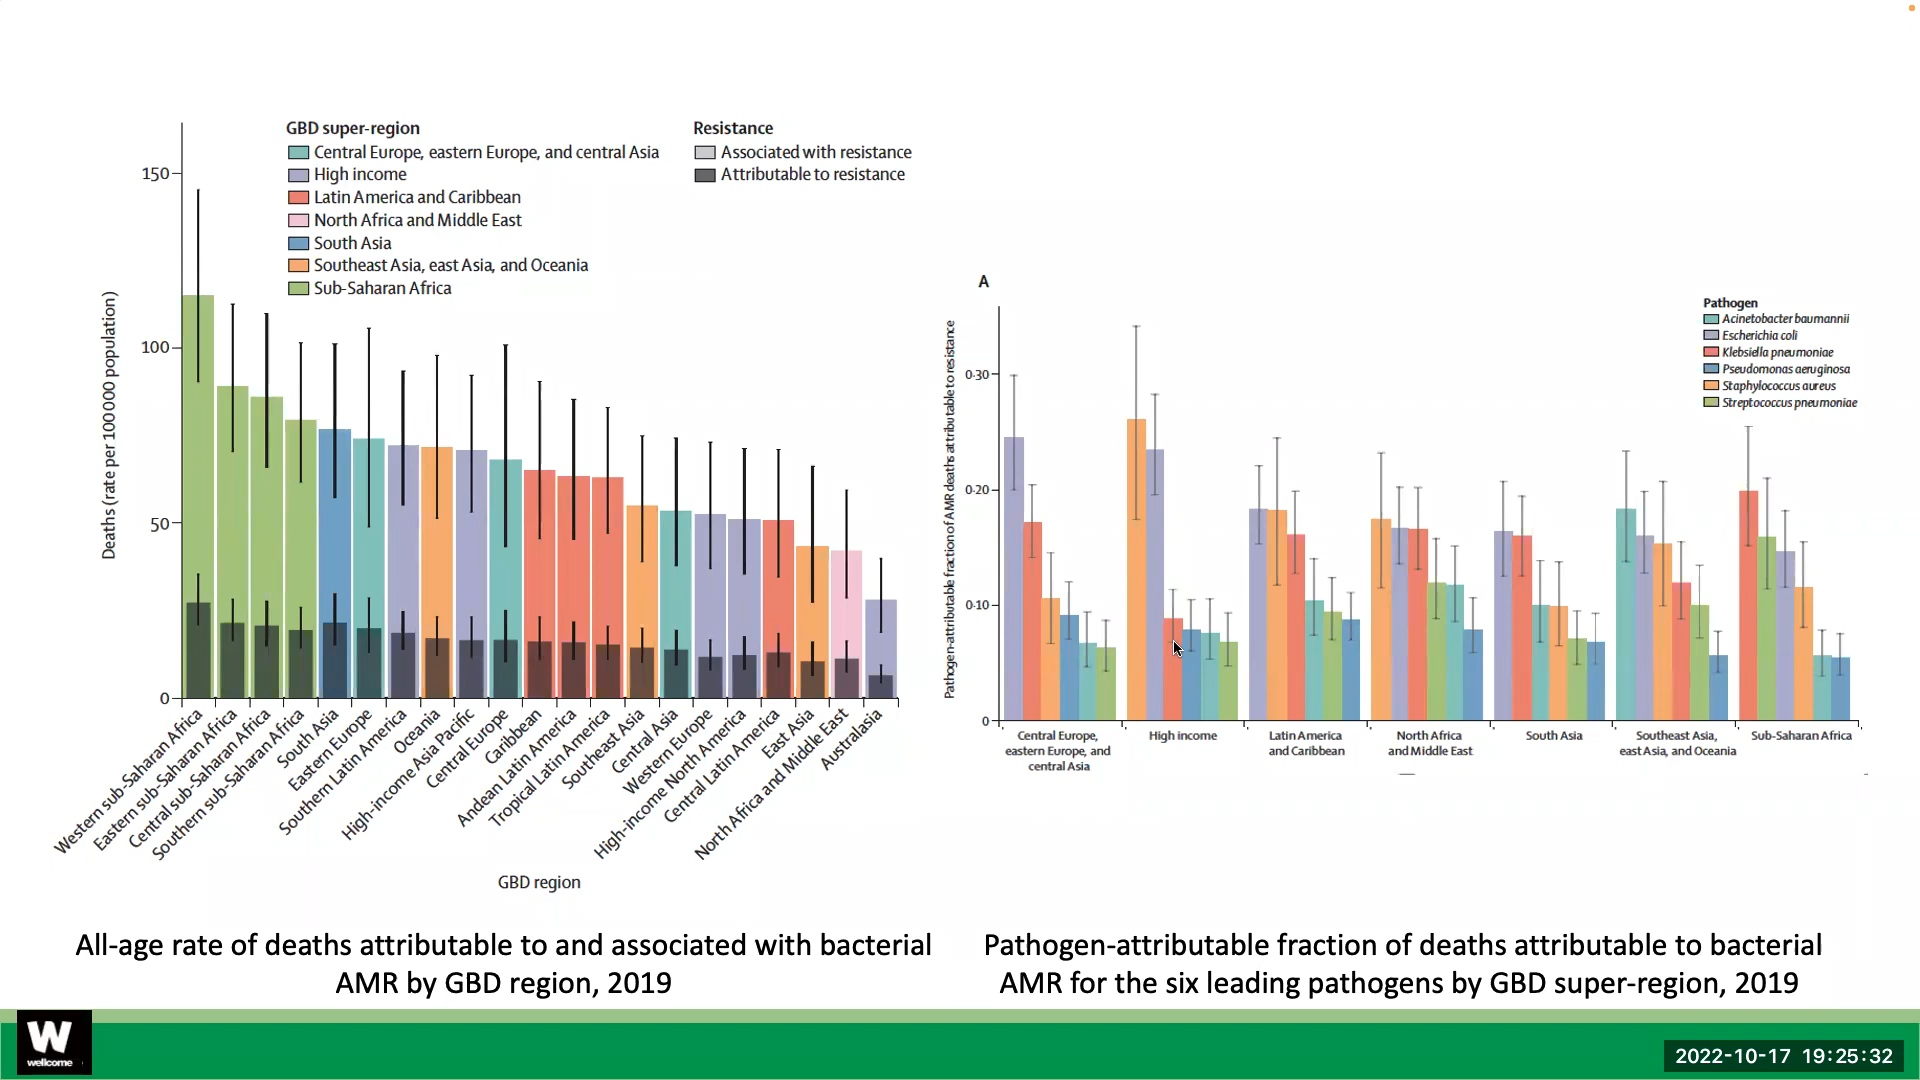 GBD super-region
Central Europe, eastern Europe, and central Asia
High income
Latin America and Caribbean
North Africa and Middle East
South Asia
Southeast Asia, east Asia, and Oceania
Sub-Saharan Africa
Resistance
Associated with resistance
Attributable to resistance
Deaths (rate per 100 000 population)
150
100
50
0
Western sub-Saharan Africa
Eastern sub-Saharan Africa
Central sub-Saharan Africa
Southern sub-Saharan Africa
South Asia
Eastern Europe
Southern Latin America
Oceania
High-income Asia Pacific
Central Europe
Caribbean
Andean Latin America
Tropical Latin America
Southeast Asia
Central Asia
Western Europe
High-income North America
Central Latin America
East Asia
North Africa and Middle East
Australasia
GBD region
All-age rate of deaths attributable to and associated with bacterial
AMR by GBD region, 2019
A
Pathogen-attributable fraction of AMR deaths attributable to resistance
0·30
0·20
0·10
0
Pathogen
Acinetobacter baumannii
Escherichia coli
Klebsiella pneumoniae
Pseudomonas aeruginosa
Staphylococcus aureus
Streptococcus pneumoniae
Central Europe,
eastern Europe, and
central Asia
High income
Latin America
and Caribbean
North Africa
and Middle East
South Asia
Southeast Asia,
east Asia, and Oceania
Sub-Saharan Africa
Pathogen-attributable fraction of deaths attributable to bacterial
AMR for the six leading pathogens by GBD super-region, 2019
W
wellcome
2022-10-17 19:25:32